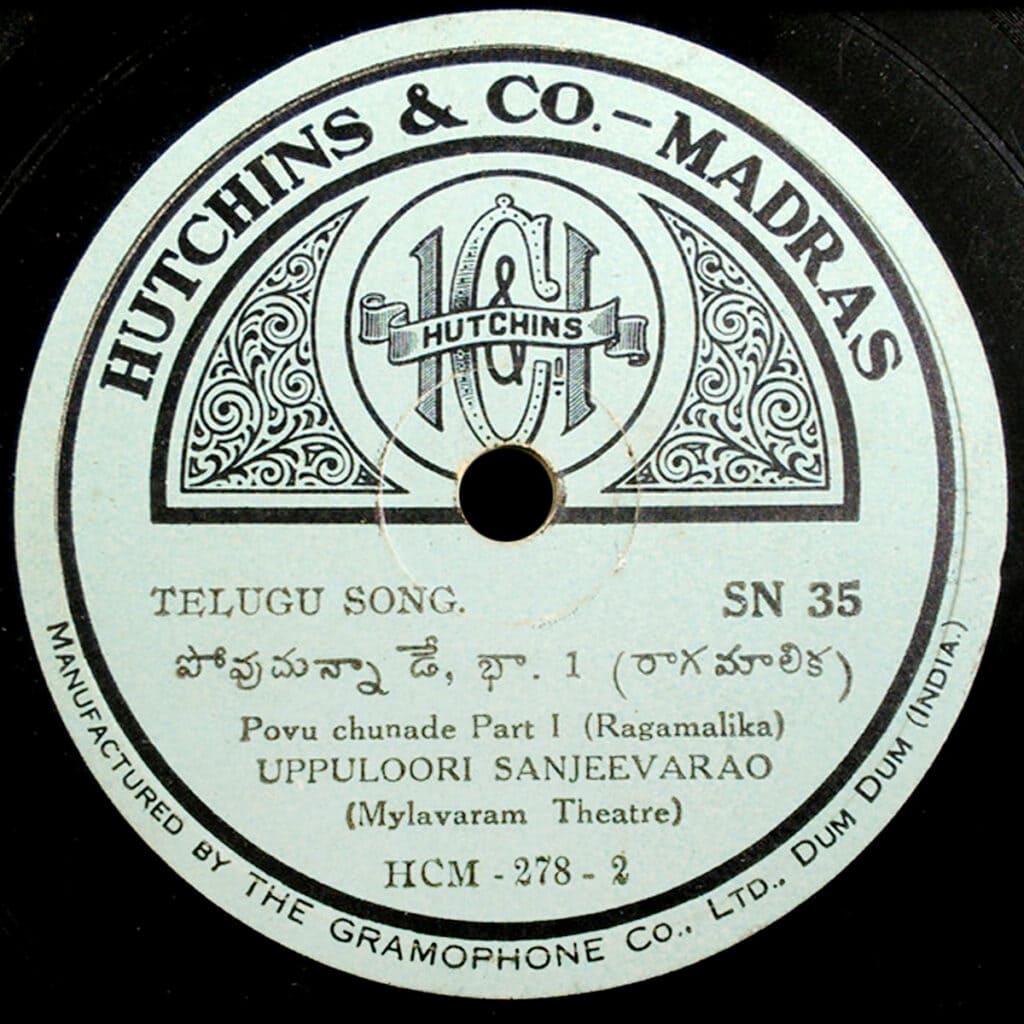 HUTCHINS & CO. – MADRAS
H & Co
HUTCHINS
TELUGU SONG. SN 35
పోవుచున్నాడే, భా. 1 (రాగమాలిక)
Povu chunade Part I (Ragamalika)
UPPULOORI SANJEEVARAO
(Mylavaram Theatre)
HCM - 278 - 2
MANUFACTURED BY THE GRAMOPHONE CO., LTD., DUM DUM (INDIA.)